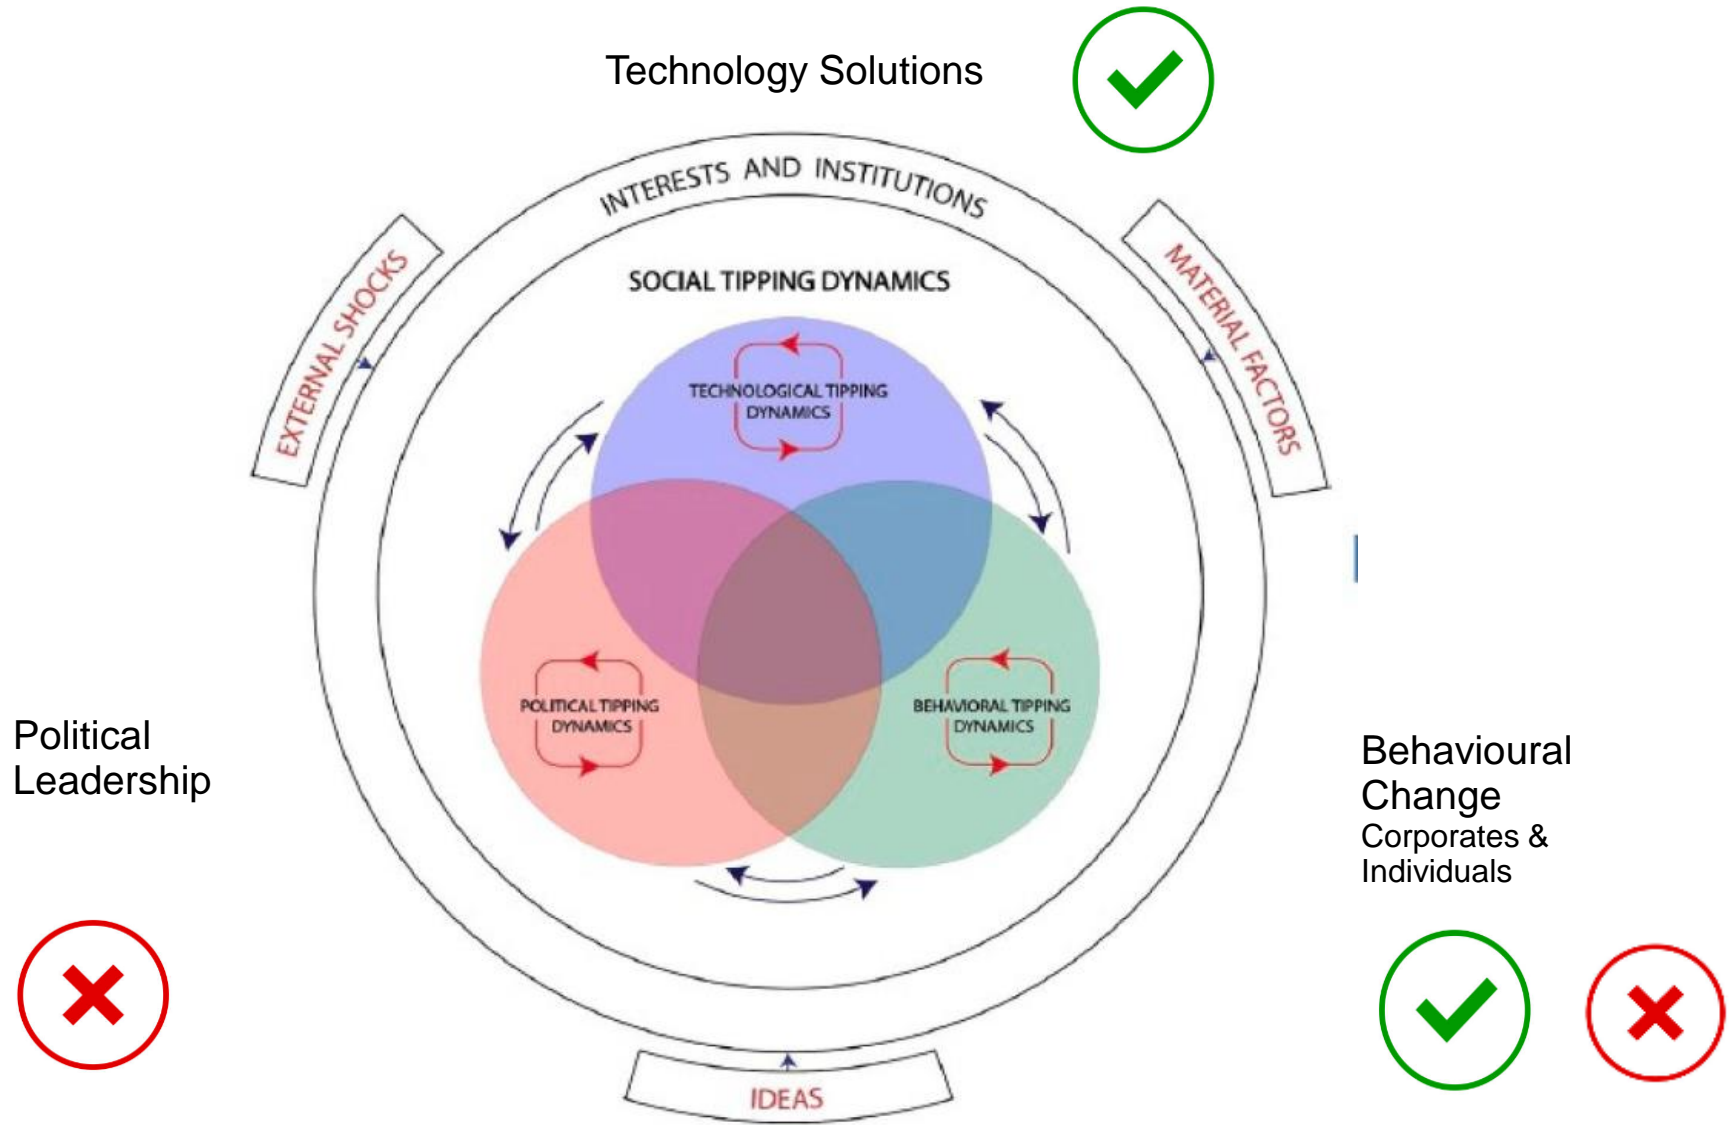 Technology Solutions
INTERESTS AND INSTITUTIONS
EXTERNAL SHOCKS
MATERIAL FACTORS
SOCIAL TIPPING DYNAMICS
TECHNOLOGICAL TIPPING
DYNAMICS
POLITICAL TIPPING
DYNAMICS
BEHAVIORAL TIPPING
DYNAMICS
Political
Leadership
Behavioural
Change
Corporates &
Individuals
IDEAS